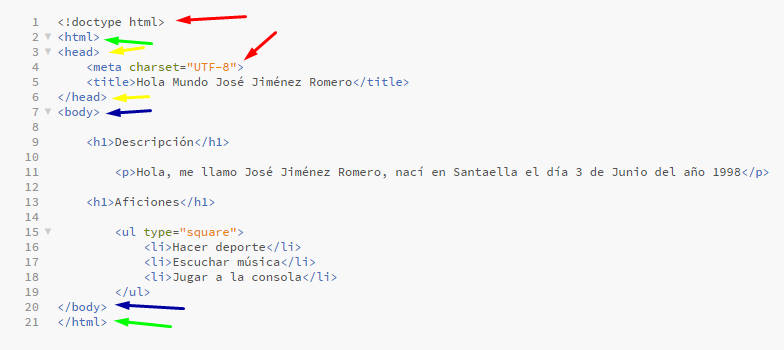 1 <!doctype html>
2 <html>
3 <head>
4 <meta charset="UTF-8">
5 <title>Hola Mundo José Jiménez Romero</title>
6 </head>
7 <body>
8
9 <h1>Descripción</h1>
10
11 <p>Hola, me llamo José Jiménez Romero, nací en Santaella el día 3 de Junio del año 1998</p>
12
13 <h1>Aficiones</h1>
14
15 <ul type="square">
16 <li>Hacer deporte</li>
17 <li>Escuchar música</li>
18 <li>Jugar a la consola</li>
19 </ul>
20 </body>
21 </html>